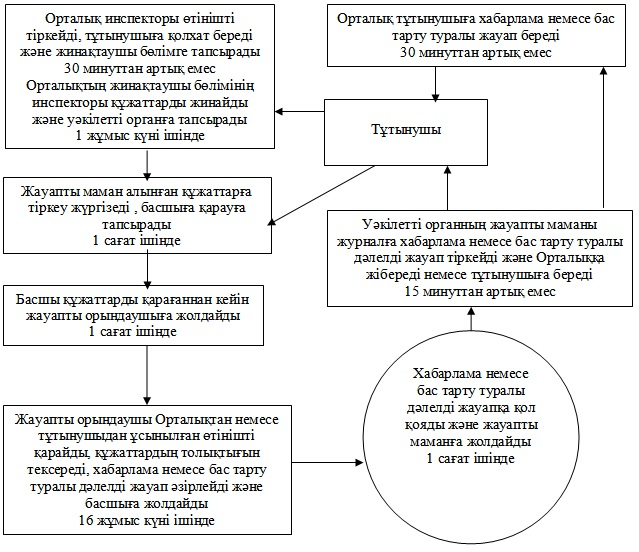 Орталық инспекторы өтінішті
тіркейді, тұтынушыға қолхат береді
және жинақтаушы бөлімге тапсырады
30 минуттан артық емес
Орталықтың жинақтаушы бөлімінің
инспекторы құжаттарды жинайды
және уәкілетті органға тапсырады
1 жұмыс күні ішінде
Орталық тұтынушыға хабарлама немесе бас
тарту туралы жауап береді
30 минуттан артық емес
Тұтынушы
Жауапты маман алынған құжаттарға
тіркеу жүргізеді , басшыға қарауға
тапсырады
1 сағат ішінде
Уәкілетті органның жауапты маманы
журналға хабарлама немесе бас тарту туралы
дәлелді жауап тіркейді және Орталыққа
жібереді немесе тұтынушыға береді
15 минуттан артық емес
Басшы құжаттарды қарағаннан кейін
жауапты орындаушыға жолдайды
1 сағат ішінде
Хабарлама немесе
бас тарту туралы
дәлелді жауапқа қол
қояды және жауапты
маманға жолдайды
1 сағат ішінде
Жауапты орындаушы Орталықтан немесе
тұтынушыдан ұсынылған өтінішті
қарайды, құжаттардың толықтығын
тексереді, хабарлама немесе бас тарту
туралы дәлелді жауап әзірлейді және
басшыға жолдайды
16 жұмыс күні ішінде